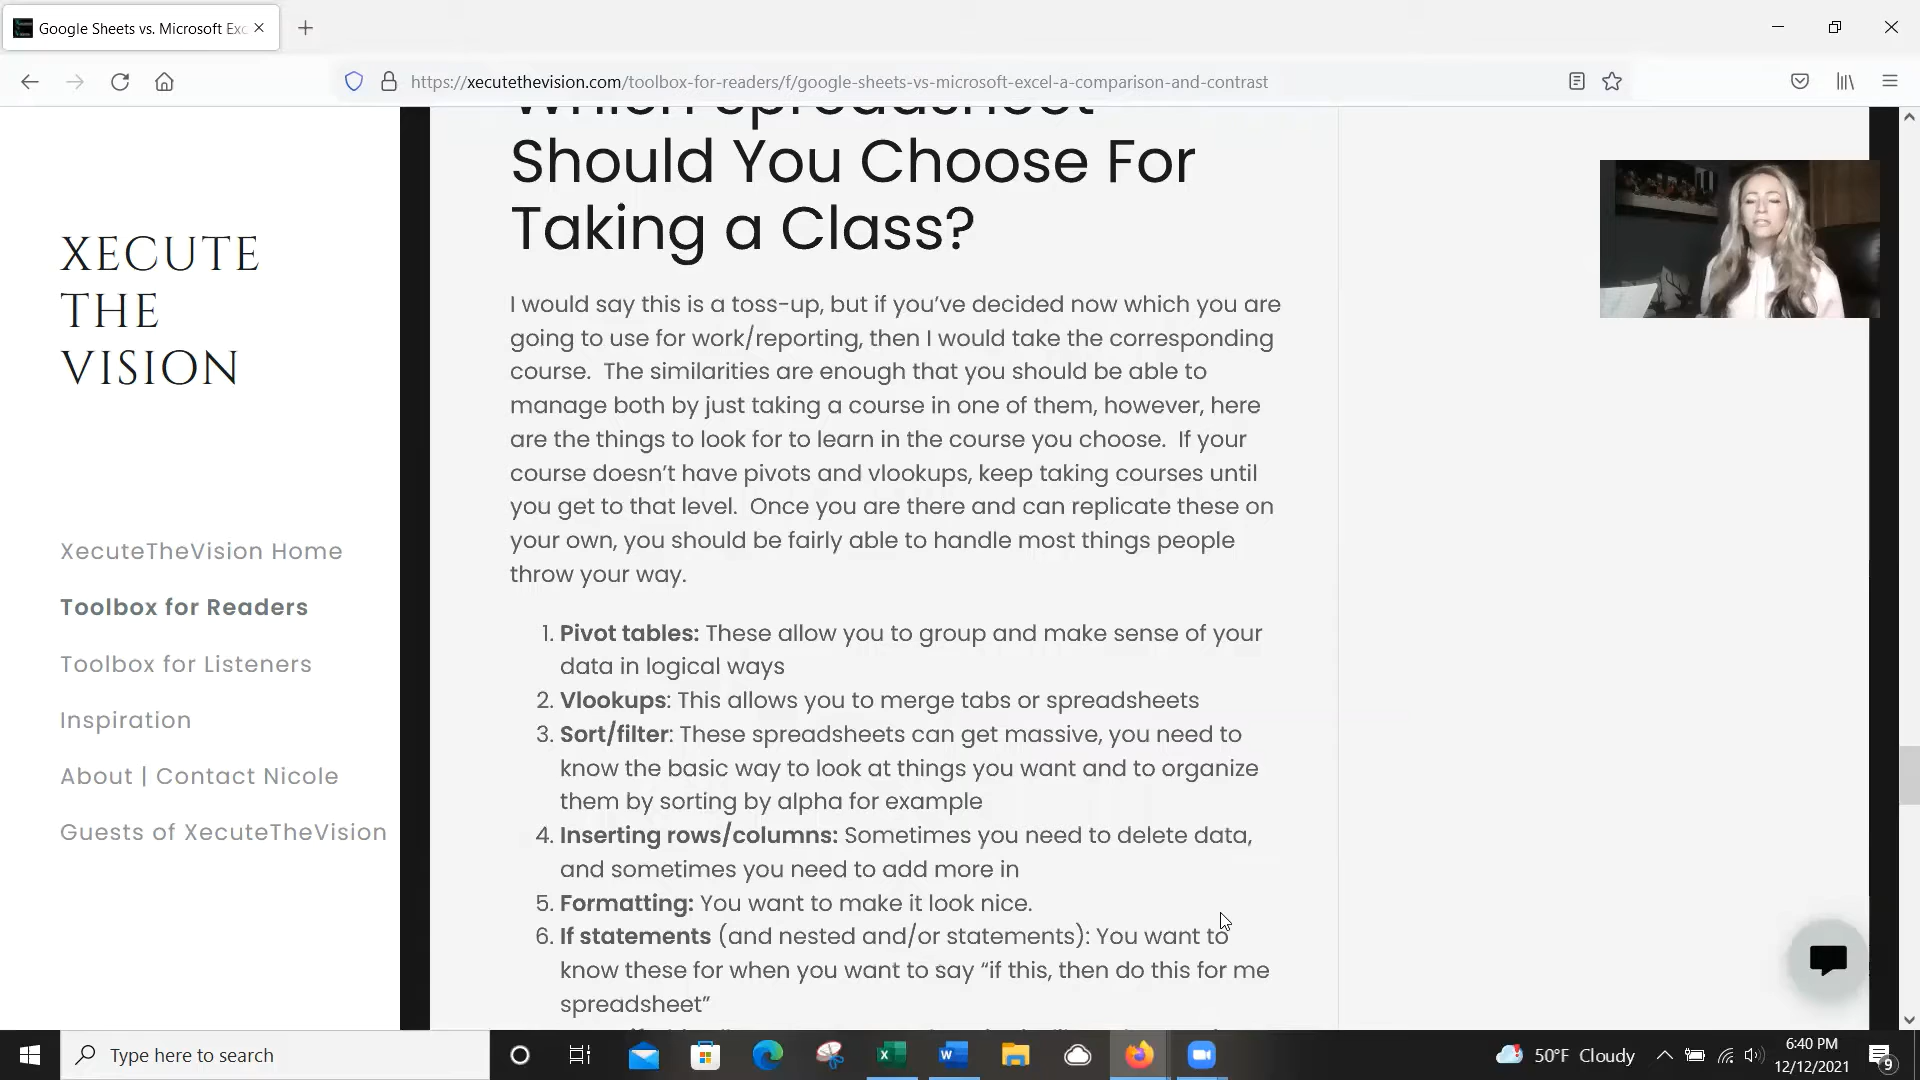 Google Sheets vs. Microsoft Exc
https://xecutethevision.com/toolbox-for-readers/f/google-sheets-vs-microsoft-excel-a-comparison-and-contrast
XECUTE
THE
VISION
XecuteTheVision Home
Toolbox for Readers
Toolbox for Listeners
Inspiration
About | Contact Nicole
Guests of XecuteTheVision
Which Spreadsheet
Should You Choose For
Taking a Class?
I would say this is a toss-up, but if you’ve decided now which you are
going to use for work/reporting, then I would take the corresponding
course.  The similarities are enough that you should be able to
manage both by just taking a course in one of them, however, here
are the things to look for to learn in the course you choose.  If your
course doesn’t have pivots and vlookups, keep taking courses until
you get to that level.  Once you are there and can replicate these on
your own, you should be fairly able to handle most things people
throw your way.
1. Pivot tables: These allow you to group and make sense of your
data in logical ways
2. Vlookups: This allows you to merge tabs or spreadsheets
3. Sort/filter: These spreadsheets can get massive, you need to
know the basic way to look at things you want and to organize
them by sorting by alpha for example
4. Inserting rows/columns: Sometimes you need to delete data,
and sometimes you need to add more in
5. Formatting: You want to make it look nice.
6. If statements (and nested and/or statements): You want to
know these for when you want to say “if this, then do this for me
spreadsheet”
Type here to search
50°F Cloudy
6:40 PM
12/12/2021
9